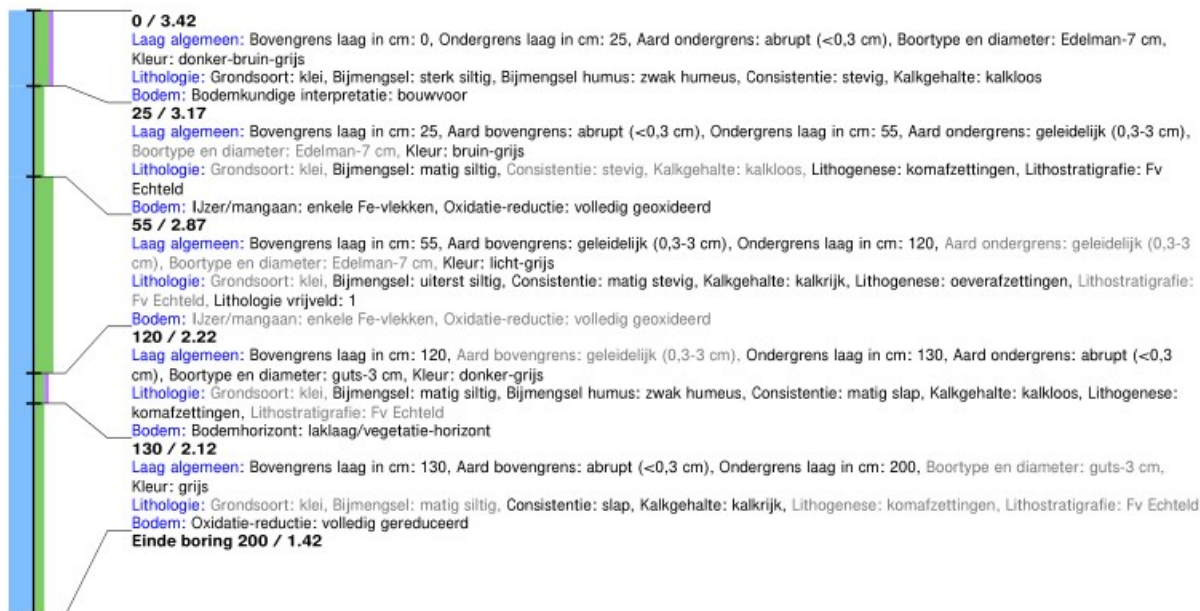 0 / 3.42
Laag algemeen: Bovengrens laag in cm: 0, Ondergrens laag in cm: 25, Aard ondergrens: abrupt (<0,3 cm), Boortype en diameter: Edelman-7 cm,
Kleur: donker-bruin-grijs
Lithologie: Grondsoort: klei, Bijmengsel: sterk siltig, Bijmengsel humus: zwak humeus, Consistentie: stevig, Kalkgehalte: kalkloos
Bodem: Bodemkundige interpretatie: bouwvoor
25 / 3.17
Laag algemeen: Bovengrens laag in cm: 25, Aard bovengrens: abrupt (<0,3 cm), Ondergrens laag in cm: 55, Aard ondergrens: geleidelijk (0,3-3 cm),
Boortype en diameter: Edelman-7 cm, Kleur: bruin-grijs
Lithologie: Grondsoort: klei, Bijmengsel: matig siltig, Consistentie: stevig, Kalkgehalte: kalkloos, Lithogenese: komafzettingen, Lithostratigrafie: Fv
Echteld
Bodem: IJzer/mangaan: enkele Fe-vlekken, Oxidatie-reductie: volledig geoxideerd
55 / 2.87
Laag algemeen: Bovengrens laag in cm: 55, Aard bovengrens: geleidelijk (0,3-3 cm), Ondergrens laag in cm: 120, Aard ondergrens: geleidelijk (0,3-3
cm), Boortype en diameter: Edelman-7 cm, Kleur: licht-grijs
Lithologie: Grondsoort: klei, Bijmengsel: uiterst siltig, Consistentie: matig stevig, Kalkgehalte: kalkrijk, Lithogenese: oeverafzettingen, Lithostratigrafie:
Fv Echteld, Lithologie vrijveld: 1
Bodem: IJzer/mangaan: enkele Fe-vlekken, Oxidatie-reductie: volledig geoxideerd
120 / 2.22
Laag algemeen: Bovengrens laag in cm: 120, Aard bovengrens: geleidelijk (0,3-3 cm), Ondergrens laag in cm: 130, Aard ondergrens: abrupt (<0,3
cm), Boortype en diameter: guts-3 cm, Kleur: donker-grijs
Lithologie: Grondsoort: klei, Bijmengsel: matig siltig, Bijmengsel humus: zwak humeus, Consistentie: matig slap, Kalkgehalte: kalkloos, Lithogenese:
komafzettingen, Lithostratigrafie: Fv Echteld
Bodem: Bodemhorizont: laklaag/vegetatie-horizont
130 / 2.12
Laag algemeen: Bovengrens laag in cm: 130, Aard bovengrens: abrupt (<0,3 cm), Ondergrens laag in cm: 200, Boortype en diameter: guts-3 cm,
Kleur: grijs
Lithologie: Grondsoort: klei, Bijmengsel: matig siltig, Consistentie: slap, Kalkgehalte: kalkrijk, Lithogenese: komafzettingen, Lithostratigrafie: Fv Echteld
Bodem: Oxidatie-reductie: volledig gereduceerd
Einde boring 200 / 1.42